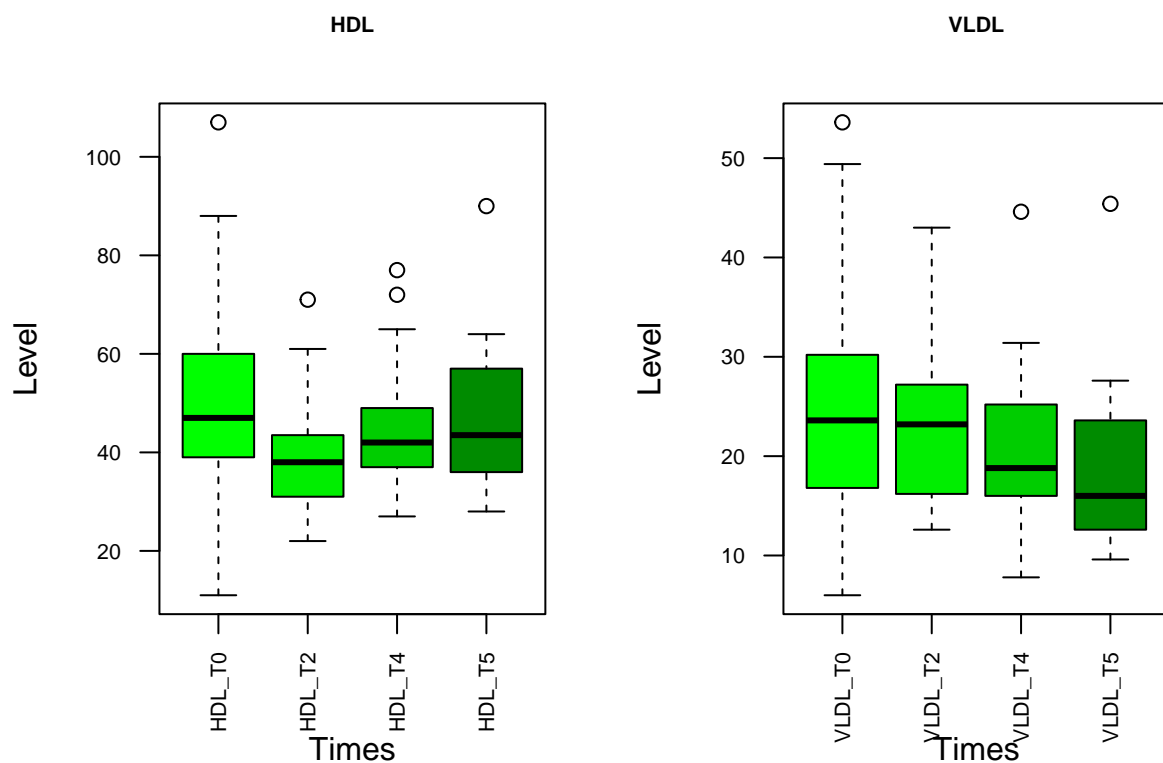 HDL
Level
100
80
60
40
20
HDL_T0
HDL_T2
HDL_T4
HDL_T5
Times
VLDL
Level
50
40
30
20
10
VLDL_T0
VLDL_T2
VLDL_T4
VLDL_T5
Times